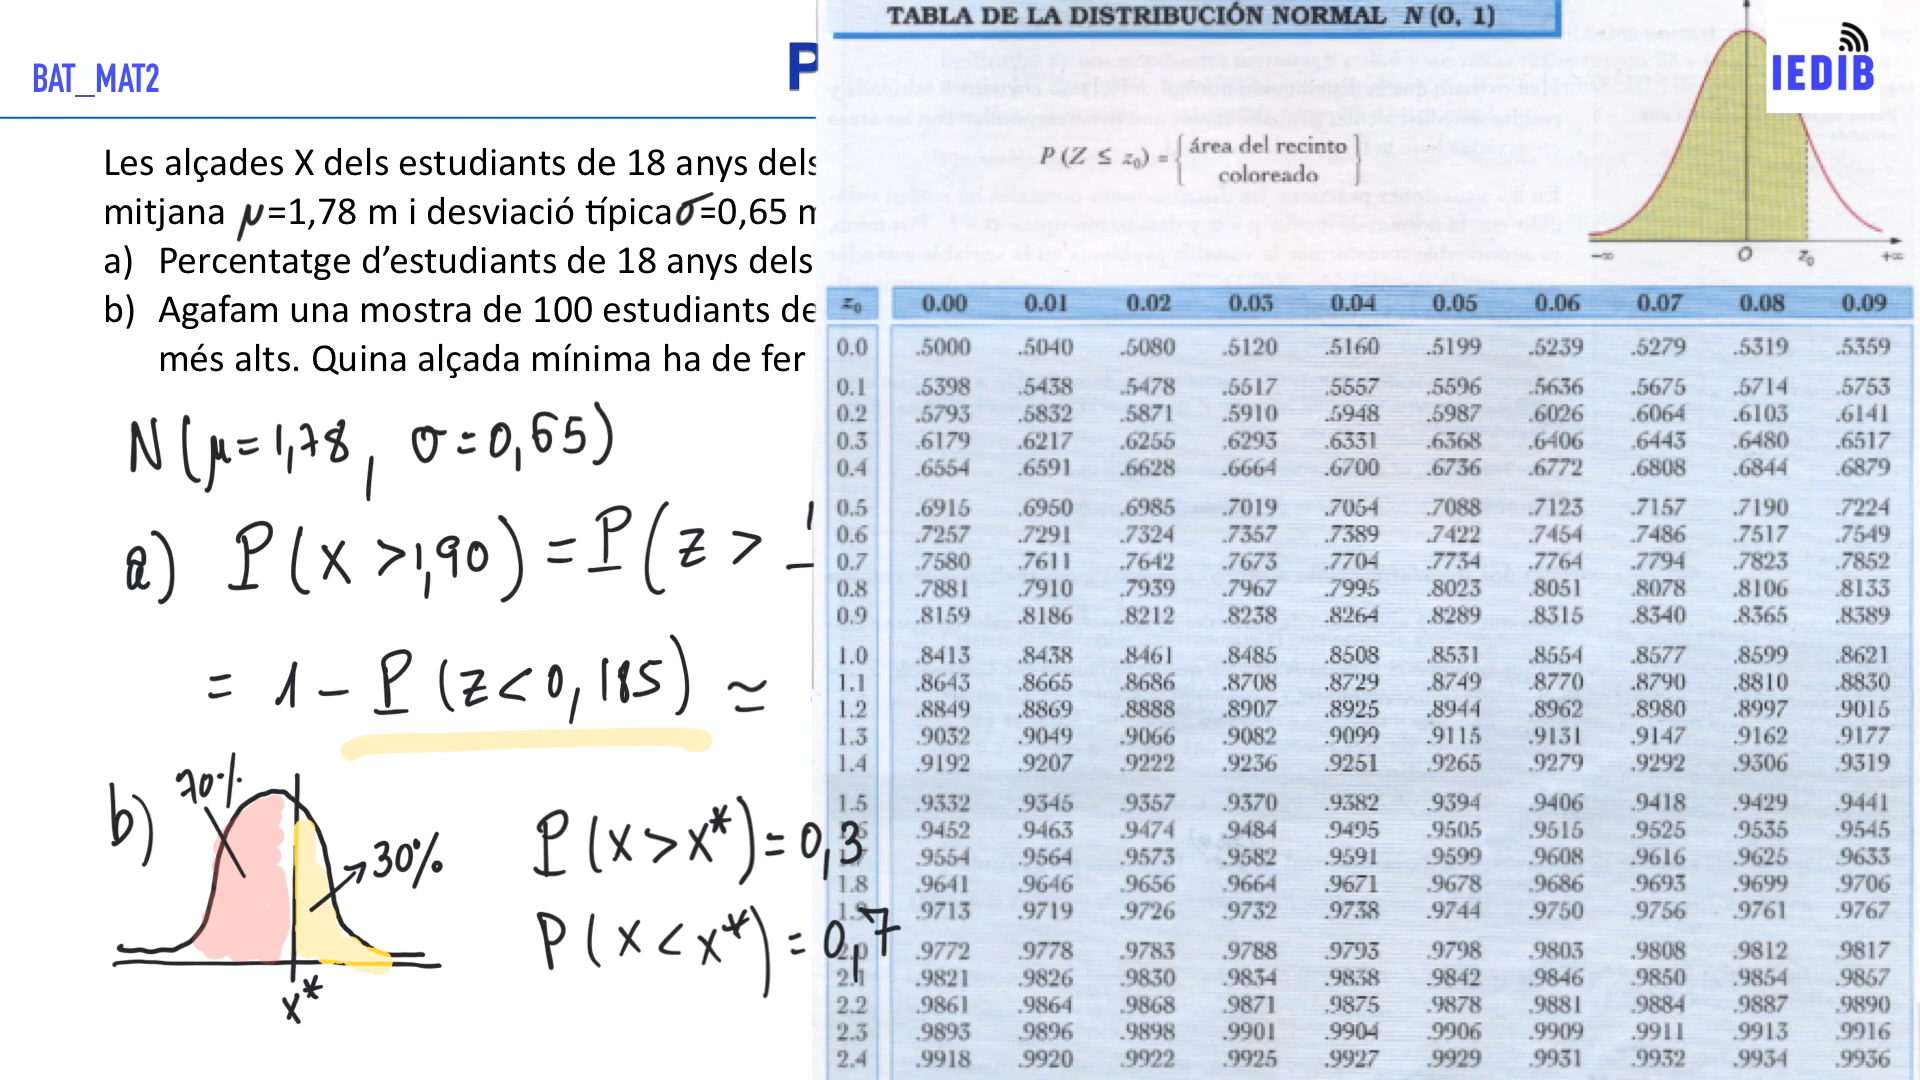 BAT_MAT2
P
IEDIB
Les alçades X dels estudiants de 18 anys dels
mitjana μ=1,78 m i desviació típica σ=0,65 m
a) Percentatge d’estudiants de 18 anys dels
b) Agafam una mostra de 100 estudiants de
més alts. Quina alçada mínima ha de fer
N(μ=1,78, σ=0,65)
a) P(X>1,90)=P(Z>
= 1-P(Z<0,185) ≃
b) 70%
30%
x*
P(X>x*)=0,3
P(X<x*)=0,7
TABLA DE LA DISTRIBUCIÓN NORMAL N (0, 1)
P (Z ≤ z₀) = { área del recinto coloreado }
-∞ O z₀ +∞
z₀ 0.00 0.01 0.02 0.03 0.04 0.05 0.06 0.07 0.08 0.09
0.0 .5000 .5040 .5080 .5120 .5160 .5199 .5239 .5279 .5319 .5359
0.1 .5398 .5438 .5478 .5517 .5557 .5596 .5636 .5675 .5714 .5753
0.2 .5793 .5832 .5871 .5910 .5948 .5987 .6026 .6064 .6103 .6141
0.3 .6179 .6217 .6255 .6293 .6331 .6368 .6406 .6443 .6480 .6517
0.4 .6554 .6591 .6628 .6664 .6700 .6736 .6772 .6808 .6844 .6879
0.5 .6915 .6950 .6985 .7019 .7054 .7088 .7123 .7157 .7190 .7224
0.6 .7257 .7291 .7324 .7357 .7389 .7422 .7454 .7486 .7517 .7549
0.7 .7580 .7611 .7642 .7673 .7704 .7734 .7764 .7794 .7823 .7852
0.8 .7881 .7910 .7939 .7967 .7995 .8023 .8051 .8078 .8106 .8133
0.9 .8159 .8186 .8212 .8238 .8264 .8289 .8315 .8340 .8365 .8389
1.0 .8413 .8438 .8461 .8485 .8508 .8531 .8554 .8577 .8599 .8621
1.1 .8643 .8665 .8686 .8708 .8729 .8749 .8770 .8790 .8810 .8830
1.2 .8849 .8869 .8888 .8907 .8925 .8944 .8962 .8980 .8997 .9015
1.3 .9032 .9049 .9066 .9082 .9099 .9115 .9131 .9147 .9162 .9177
1.4 .9192 .9207 .9222 .9236 .9251 .9265 .9279 .9292 .9306 .9319
1.5 .9332 .9345 .9357 .9370 .9382 .9394 .9406 .9418 .9429 .9441
.9452 .9463 .9474 .9484 .9495 .9505 .9515 .9525 .9535 .9545
.9554 .9564 .9573 .9582 .9591 .9599 .9608 .9616 .9625 .9633
1.8 .9641 .9646 .9656 .9664 .9671 .9678 .9686 .9693 .9699 .9706
1.9 .9713 .9719 .9726 .9732 .9738 .9744 .9750 .9756 .9761 .9767
2.0 .9772 .9778 .9783 .9788 .9793 .9798 .9803 .9808 .9812 .9817
2.1 .9821 .9826 .9830 .9834 .9838 .9842 .9846 .9850 .9854 .9857
2.2 .9861 .9864 .9868 .9871 .9875 .9878 .9881 .9884 .9887 .9890
2.3 .9893 .9896 .9898 .9901 .9904 .9906 .9909 .9911 .9913 .9916
2.4 .9918 .9920 .9922 .9925 .9927 .9929 .9931 .9932 .9934 .9936